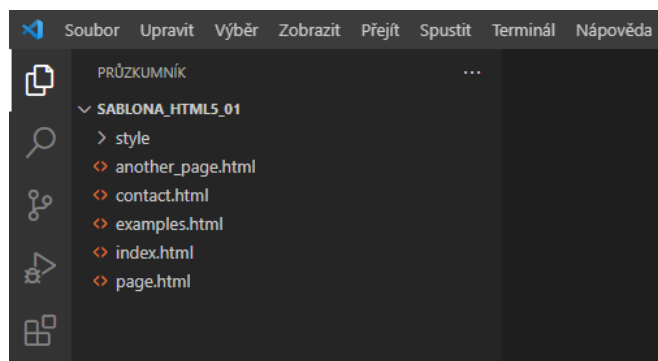 Soubor Upravit Výběr Zobrazit Přejít Spustit Terminál Nápověda
PRŮZKUMNÍK ...
SABLONA_HTML5_01
style
another_page.html
contact.html
examples.html
index.html
page.html